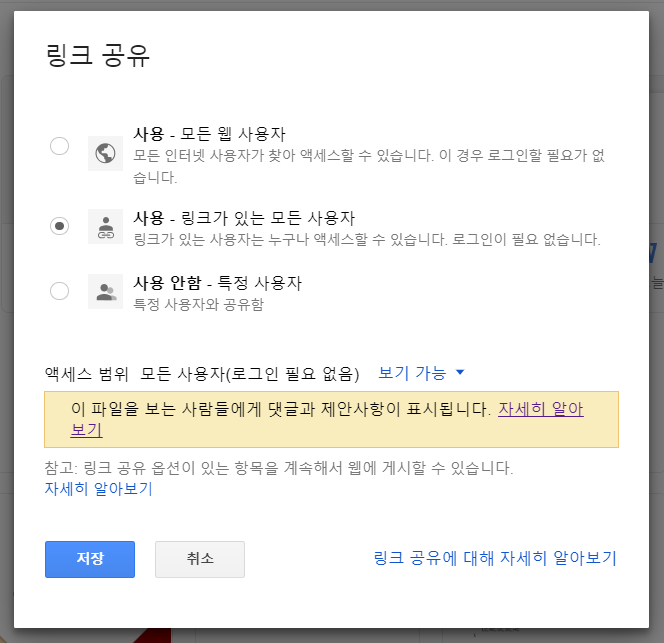 링크 공유
사용 - 모든 웹 사용자
모든 인터넷 사용자가 찾아 액세스할 수 있습니다. 이 경우 로그인할 필요가 없
습니다.
사용 - 링크가 있는 모든 사용자
링크가 있는 사용자는 누구나 액세스할 수 있습니다. 로그인이 필요 없습니다.
사용 안함 - 특정 사용자
특정 사용자와 공유함
액세스 범위 모든 사용자(로그인 필요 없음) 보기 가능
이 파일을 보는 사람들에게 댓글과 제안사항이 표시됩니다. 자세히 알아
보기
참고: 링크 공유 옵션이 있는 항목을 계속해서 웹에 게시할 수 있습니다.
자세히 알아보기
저장 취소 링크 공유에 대해 자세히 알아보기